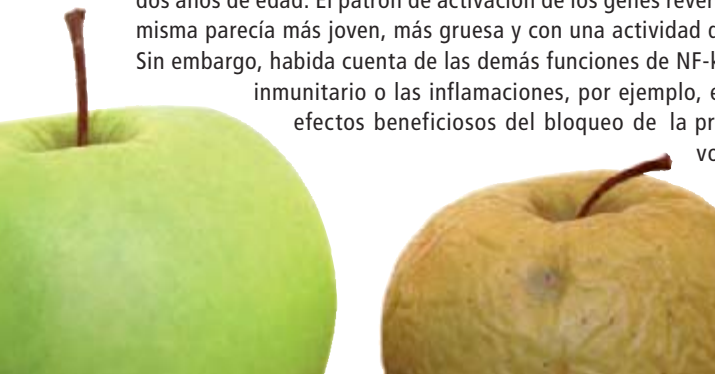 dos años de edad. El patrón de activación de los genes
misma parecía más joven, más gruesa y con una actividad
Sin embargo, habida cuenta de las demás funciones de
inmunitario o las inflamaciones, por ejemplo,
efectos beneficiosos del bloqueo de la